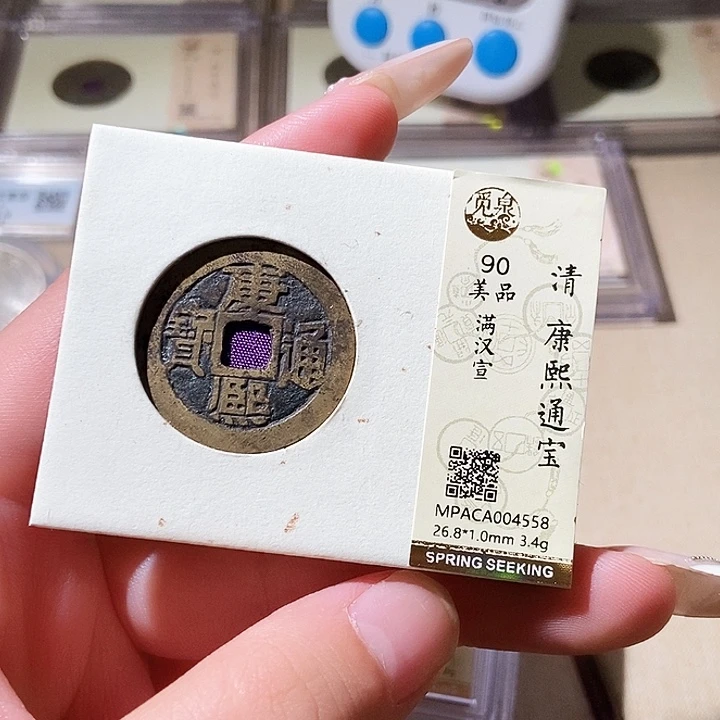 康熙通寳
觅泉
90
美品
满汉宣
清 康熙通宝
MPACA004558
26.8*1.0mm 3.4g
SPRING SEEKING